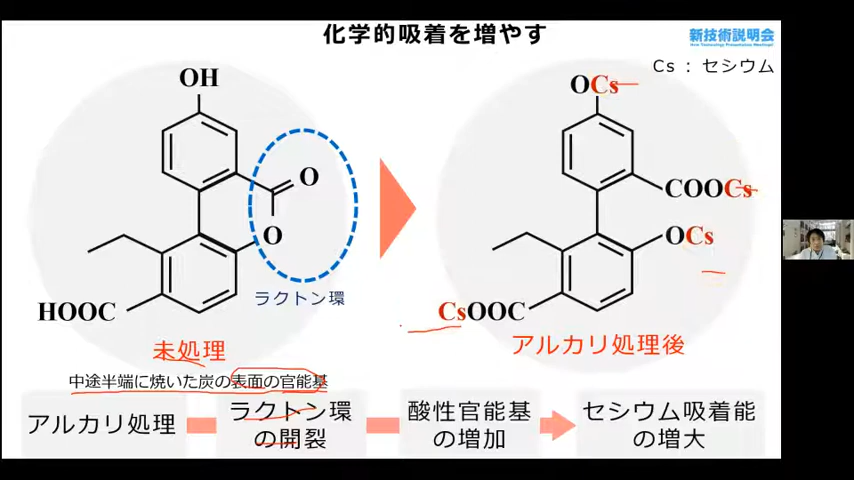 化学的吸着を増やす
新技術説明会
New Technology Presentation Meetings!
Cs : セシウム
OH
O
O
HOOC
ラクトン環
未処理
中途半端に焼いた炭の表面の官能基
OCs
COOCs
OCs
CsOOC
アルカリ処理後
アルカリ処理
ラクトン環
の開裂
酸性官能基
の増加
セシウム吸着能
の増大